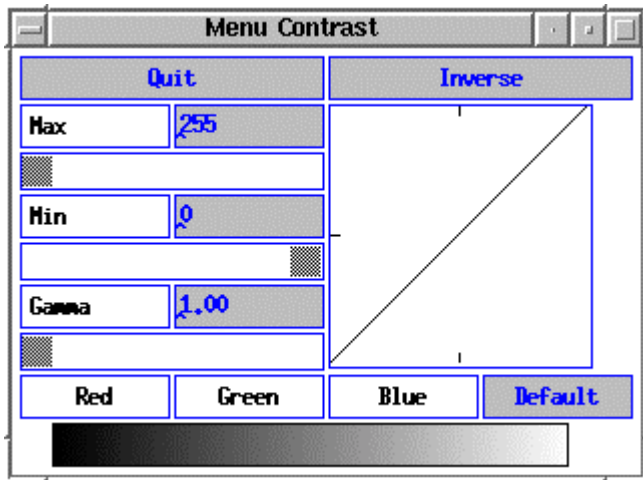 Menu Contrast
Quit Inverse
Max 255
Min 0
Gamma 1.00
Red Green Blue Default